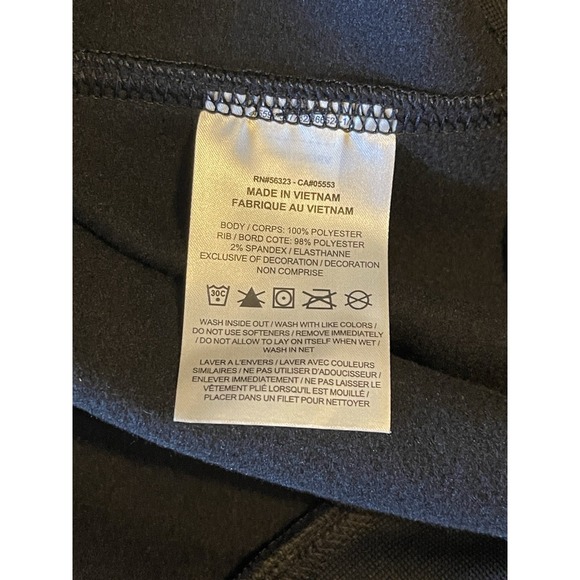 RN#56323 - CA#05553
MADE IN VIETNAM
FABRIQUE AU VIETNAM
BODY / CORPS: 100% POLYESTER
RIB / BORD COTE: 98% POLYESTER
2% SPANDEX / ELASTHANNE
EXCLUSIVE OF DECORATION / DECORATION
NON COMPRISE
30C
WASH INSIDE OUT / WASH WITH LIKE COLORS /
DO NOT USE SOFTENERS / REMOVE IMMEDIATELY
/ DO NOT ALLOW TO LAY ON ITSELF WHEN WET /
WASH IN NET
LAVER A L'ENVERS / LAVER AVEC COULEURS
SIMILAIRES / NE PAS UTILISER D'ADOUCISSEUR /
ENLEVER IMMEDIATEMENT / NE PAS LAISSER LE
VÊTEMENT PLIÉ LORSQU'IL EST MOUILLÉ /
PLACER DANS UN FILET POUR NETTOYER